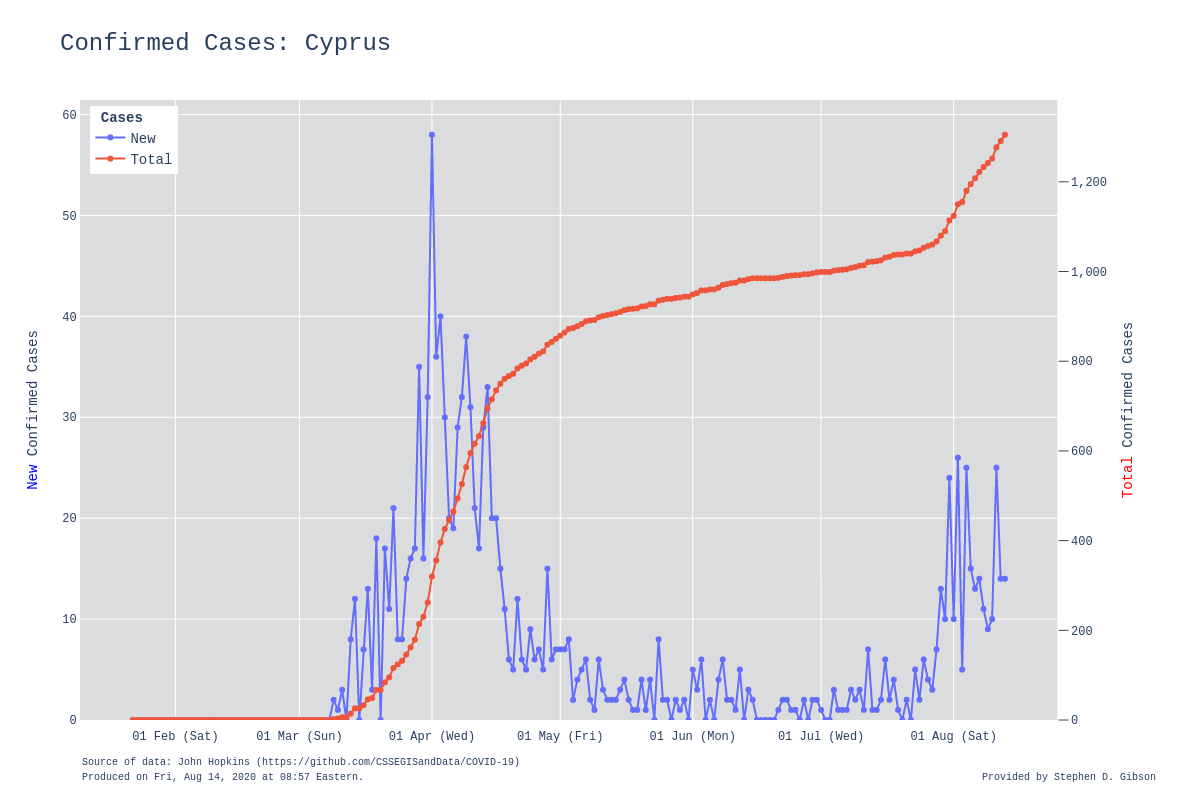 Confirmed Cases: Cyprus
Cases
New
Total
60
50
40
30
20
10
0
1,200
1,000
800
600
400
200
0
New Confirmed Cases
Total Confirmed Cases
01 Feb (Sat)
01 Mar (Sun)
01 Apr (Wed)
01 May (Fri)
01 Jun (Mon)
01 Jul (Wed)
01 Aug (Sat)
Source of data: John Hopkins (https://github.com/CSSEGISandData/COVID-19)
Produced on Fri, Aug 14, 2020 at 08:57 Eastern.
Provided by Stephen D. Gibson